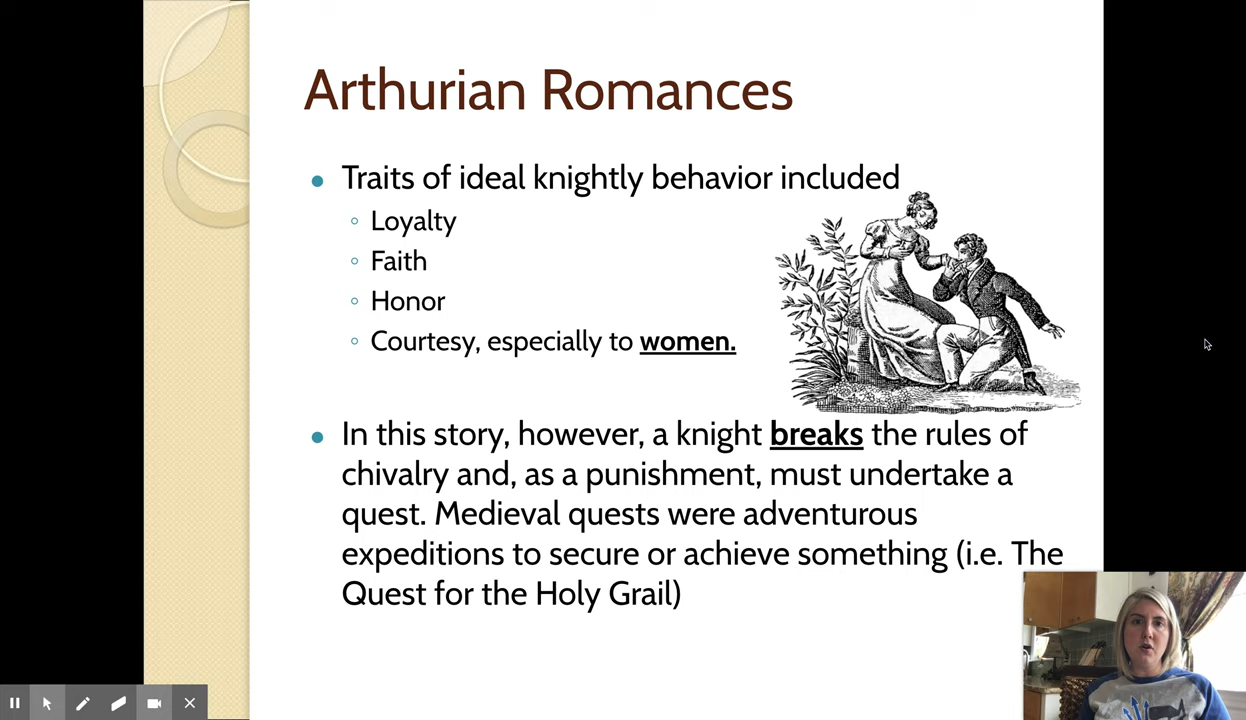 Arthurian Romances
Traits of ideal knightly behavior included
Loyalty
Faith
Honor
Courtesy, especially to women.
In this story, however, a knight breaks the rules of
chivalry and, as a punishment, must undertake a
quest. Medieval quests were adventurous
expeditions to secure or achieve something (i.e. The
Quest for the Holy Grail)